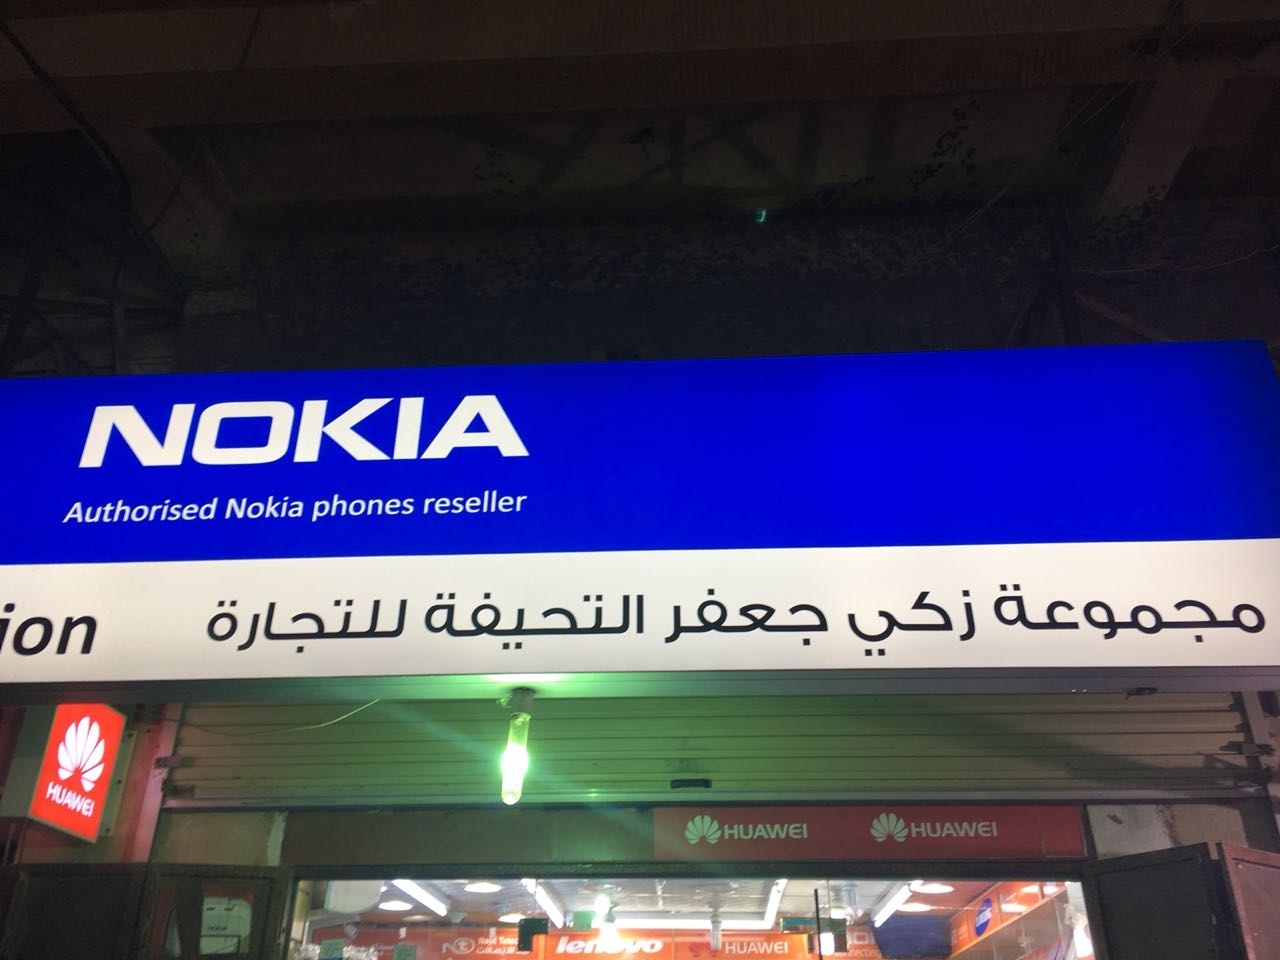 NOKIA
Authorised Nokia phones reseller
مجموعة زكي جعفر التحيفة للتجارة
ion
HUAWEI
HUAWEI HUAWEI
lenovo
HUAWEI